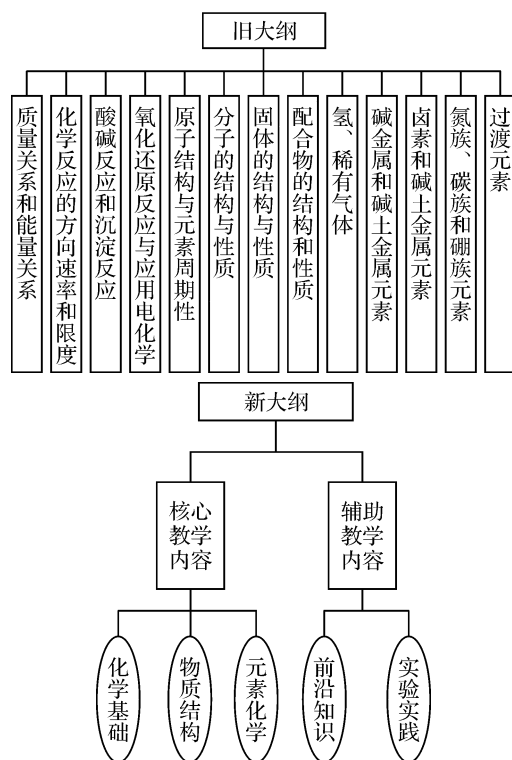 旧大纲
质量关系和能量关系
化学反应的方向速率和限度
酸碱反应和沉淀反应
氧化还原反应与应用电化学
原子结构与元素周期性
分子的结构与性质
固体的结构与性质
配合物的结构和性质
氢、稀有气体
碱金属和碱土金属元素
卤素和碱土金属元素
氮族、碳族和硼族元素
过渡元素
新大纲
核心
教学
内容
辅助
教学
内容
化学基础
物质结构
元素化学
前沿知识
实验实践